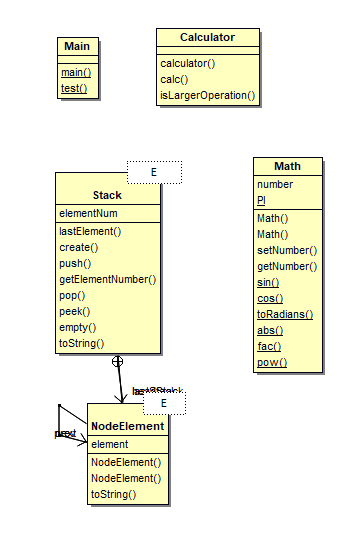 Main
main()
test()
Calculator
calculator()
calc()
isLargerOperation()
E
Stack
elementNum
lastElement()
create()
push()
getElementNumber()
pop()
peek()
empty()
toString()
Math
number
PI
Math()
Math()
setNumber()
getNumber()
sin()
cos()
toRadians()
abs()
fac()
pow()
E
NodeElement
element
NodeElement()
NodeElement()
toString()